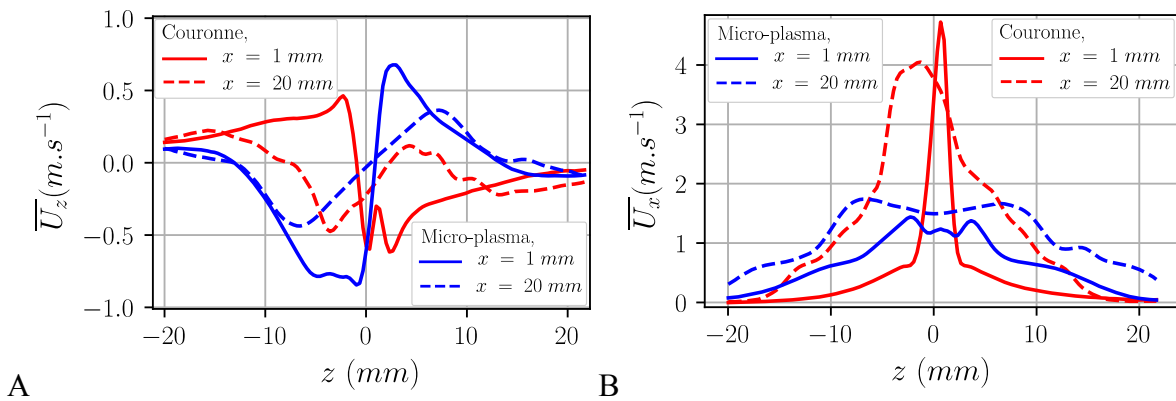 1.0
0.5
0.0
−0.5
−1.0
−20
−10
0
10
20
z (mm)
U̅z(m.s−1)
Couronne,
x = 1 mm
x = 20 mm
Micro-plasma,
x = 1 mm
x = 20 mm
A
4
3
2
1
0
−20
−10
0
10
20
z (mm)
U̅x(m.s−1)
Micro-plasma,
x = 1 mm
x = 20 mm
Couronne,
x = 1 mm
x = 20 mm
B